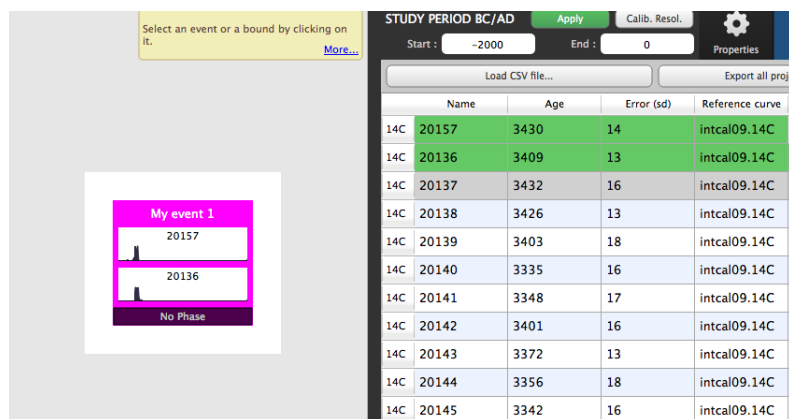 Select an event or a bound by clicking on
it.
More...
My event 1
20157
20136
No Phase
STUDY PERIOD BC/AD Apply Calib. Resol.
Start : -2000 End : 0
Properties
Load CSV file... Export all proj
Name Age Error (sd) Reference curve
14C 20157 3430 14 intcal09.14C
14C 20136 3409 13 intcal09.14C
14C 20137 3432 16 intcal09.14C
14C 20138 3426 13 intcal09.14C
14C 20139 3403 18 intcal09.14C
14C 20140 3335 16 intcal09.14C
14C 20141 3348 17 intcal09.14C
14C 20142 3401 16 intcal09.14C
14C 20143 3372 13 intcal09.14C
14C 20144 3356 18 intcal09.14C
14C 20145 3342 16 intcal09.14C